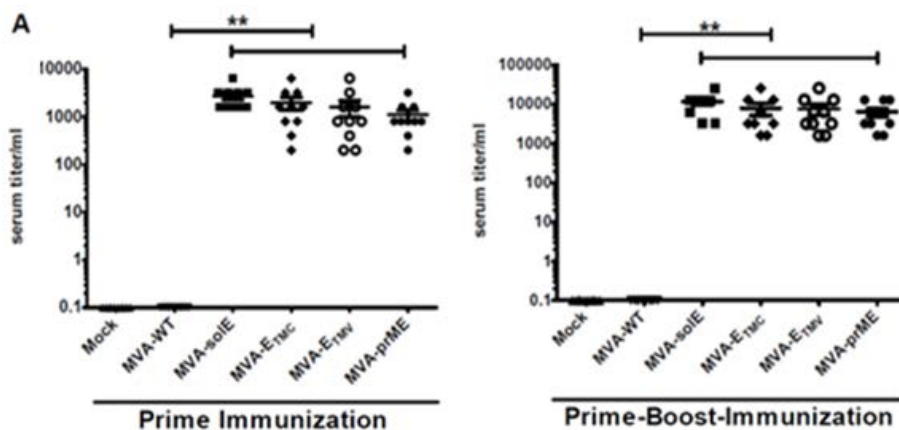 A
**
**
serum titer/ml
10000
1000
100
10
1
0.1
Mock
MVA-WT
MVA-solE
MVA-ETMC
MVA-ETMV
MVA-prME
Prime Immunization
serum titer/ml
100000
10000
1000
100
10
1
0.1
Mock
MVA-WT
MVA-solE
MVA-ETMC
MVA-ETMV
MVA-prME
Prime-Boost-Immunization